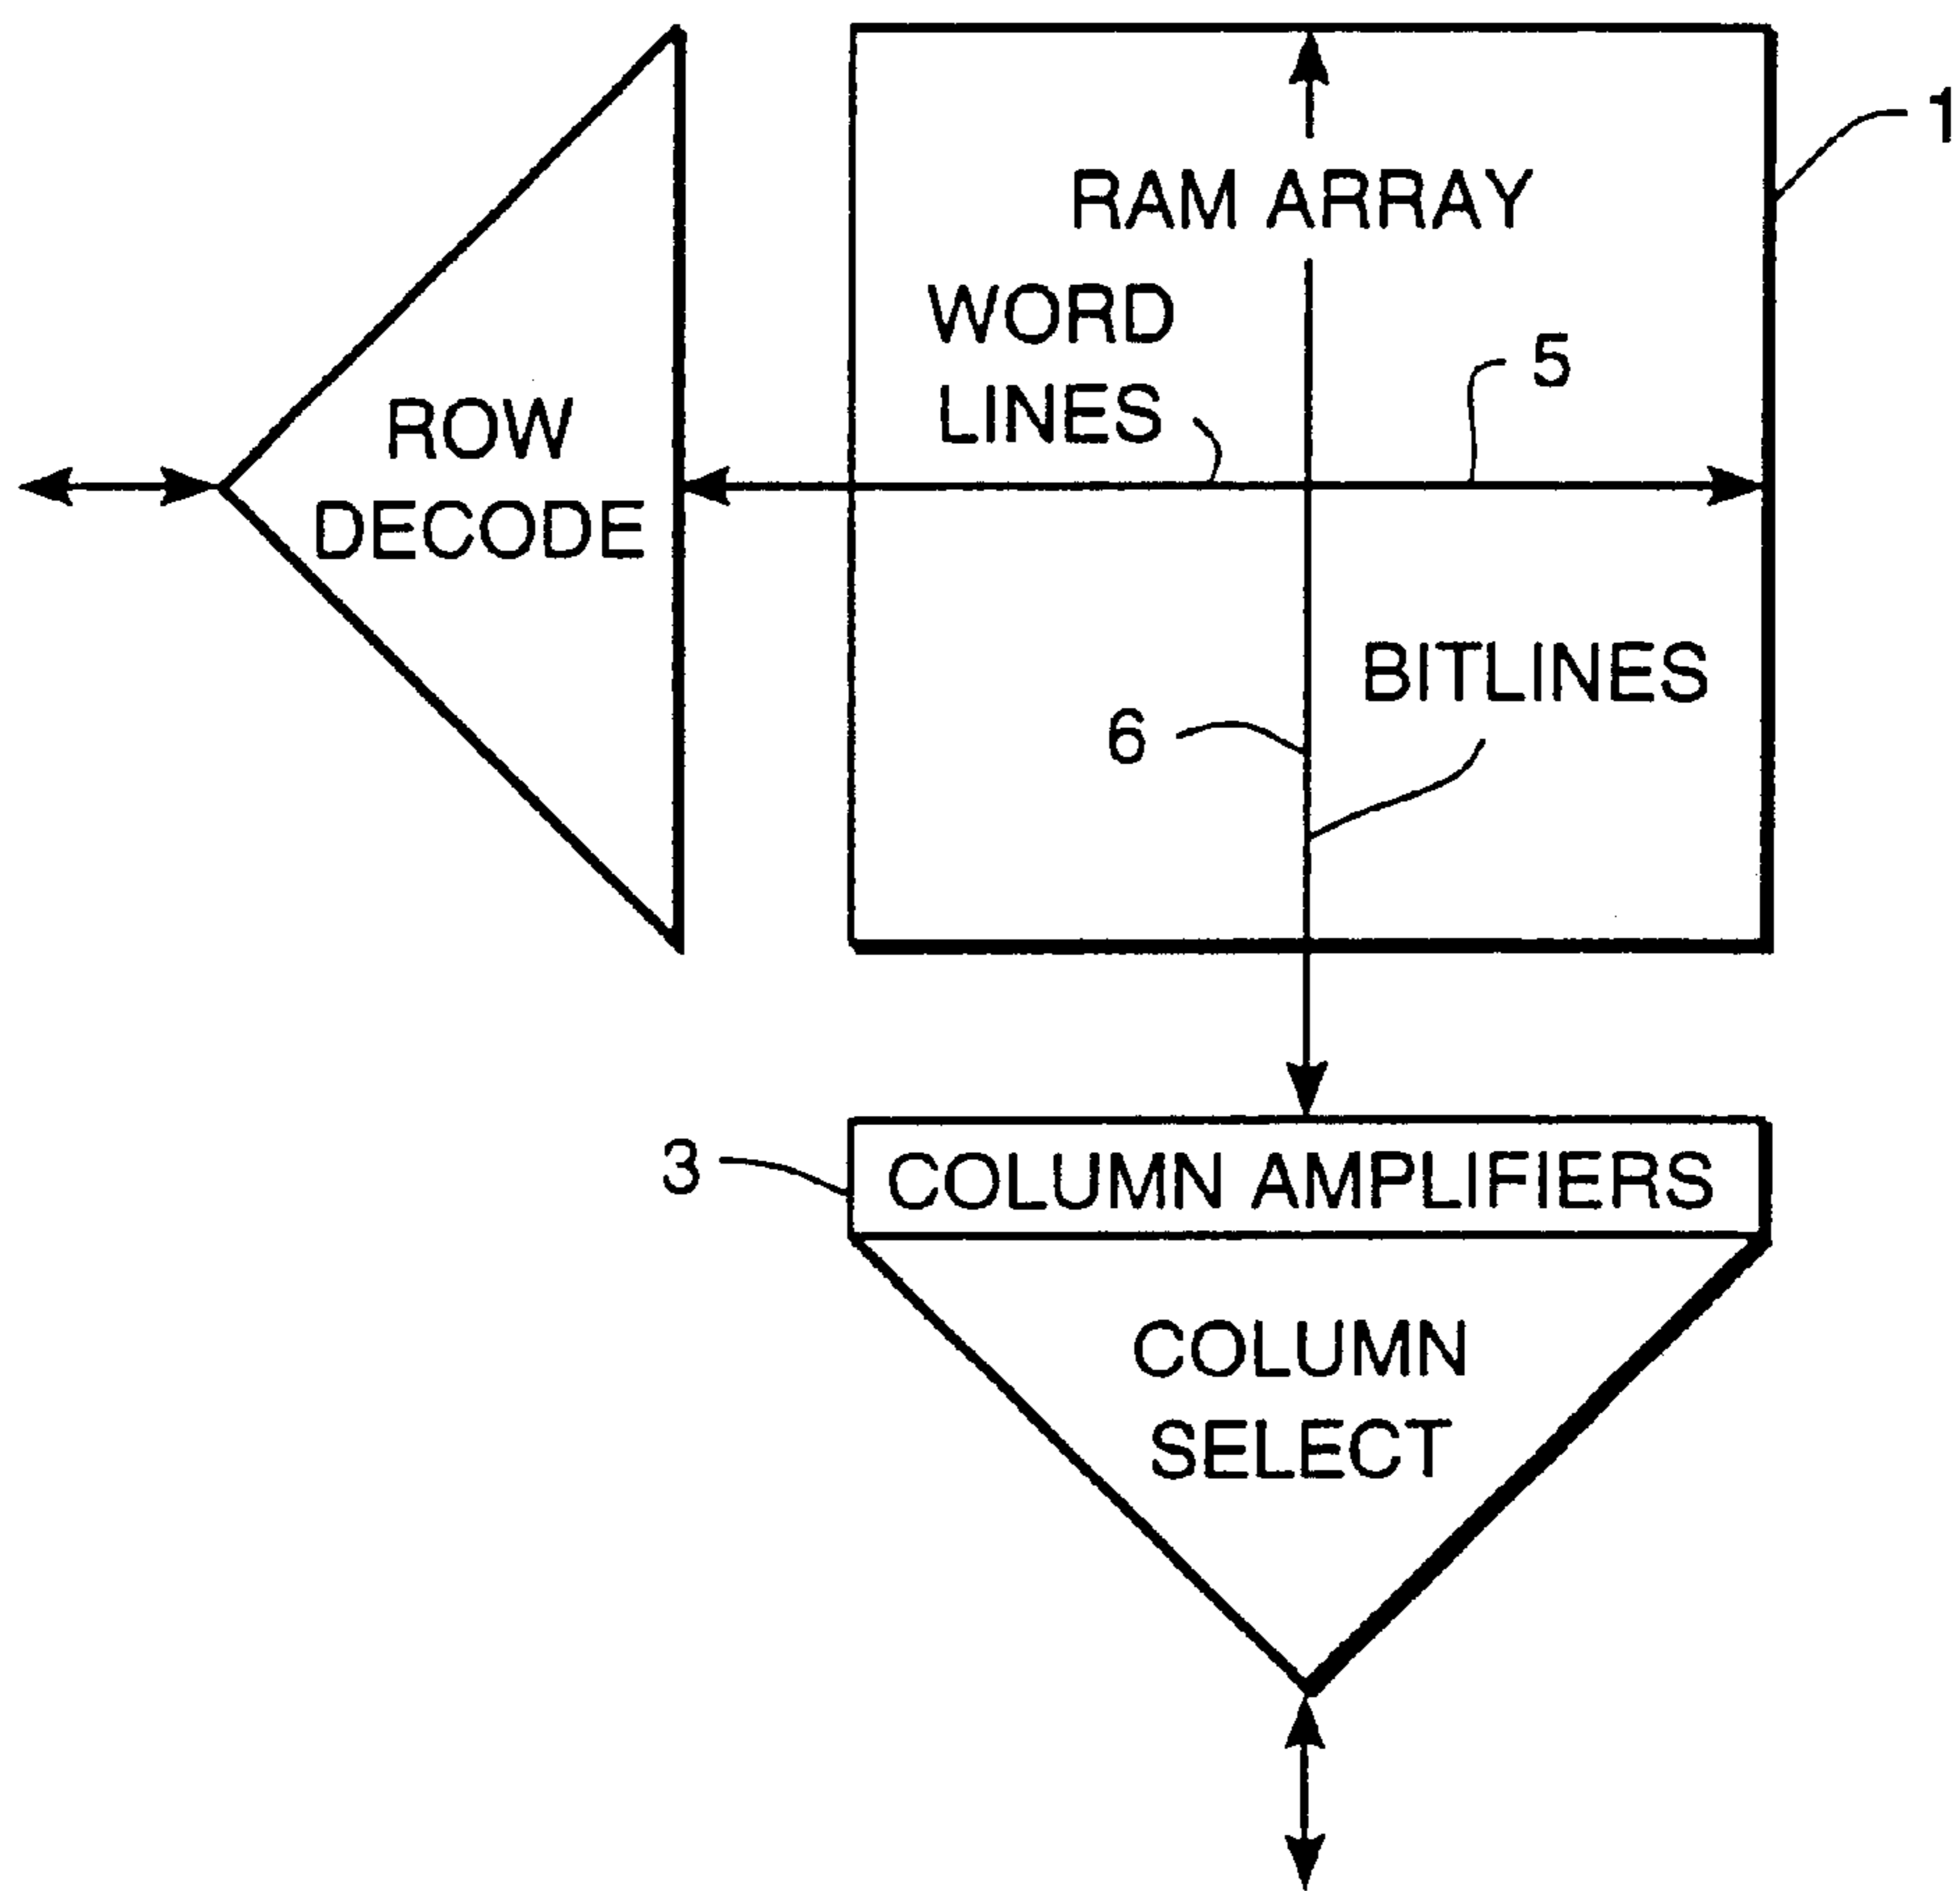 1
RAM ARRAY
WORD
LINES
5
ROW
DECODE
BITLINES
6
3
COLUMN AMPLIFIERS
COLUMN
SELECT